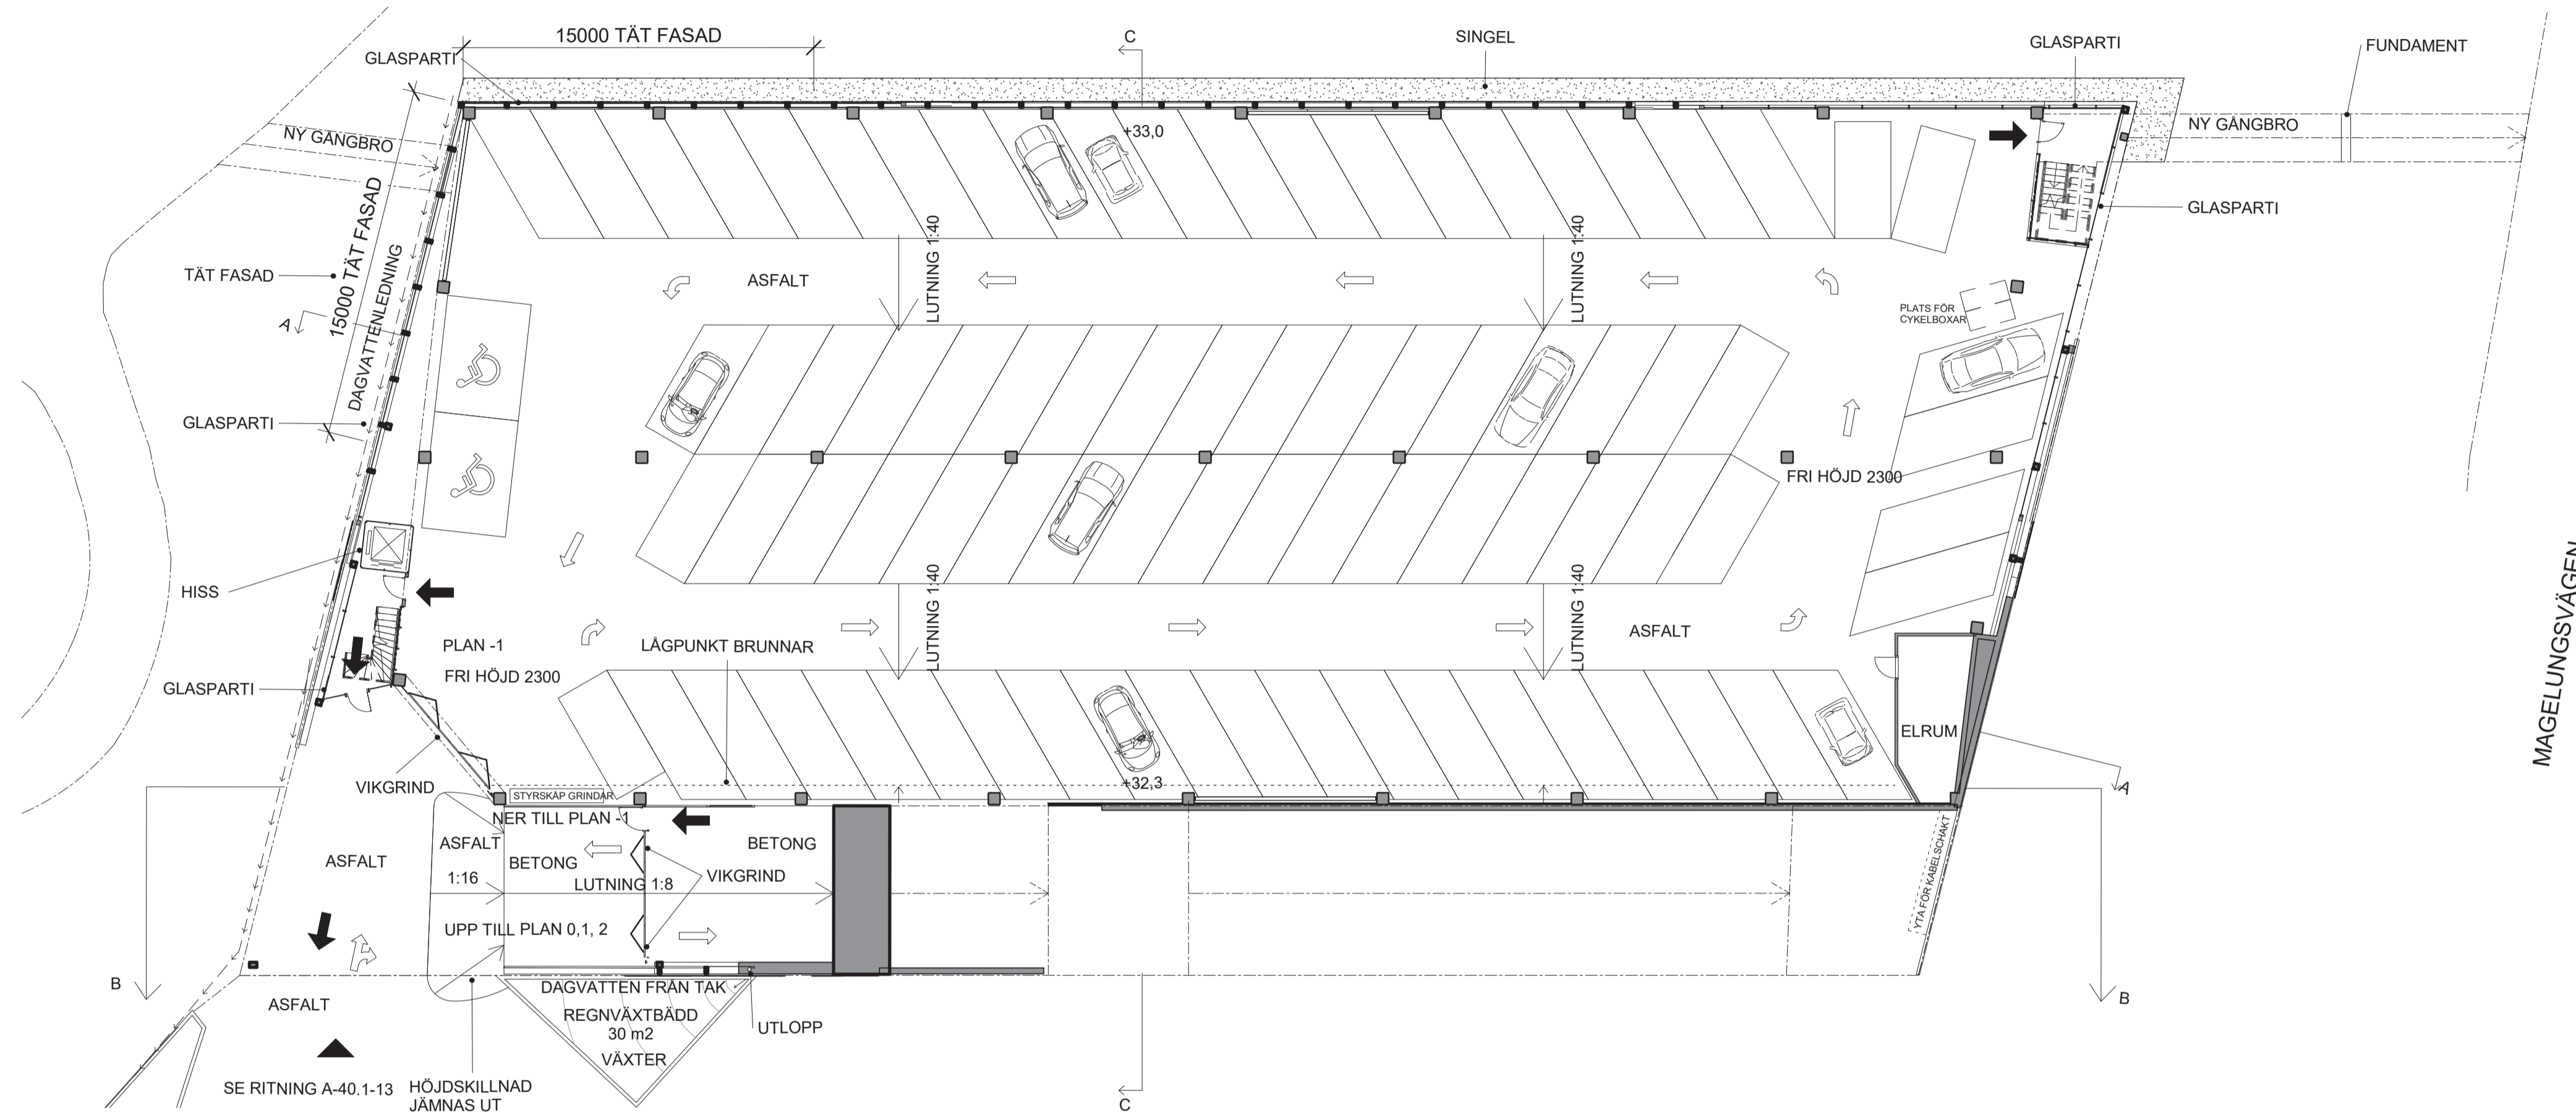 15000 TÄT FASAD
C
SINGEL
GLASPARTI
FUNDAMENT
GLASPARTI
NY GÅNGBRO
+33,0
NY GÅNGBRO
GLASPARTI
TÄT FASAD
15000 TÄT FASAD
DAGVATTENLEDNING
A
ASFALT
LUTNING 1:40
LUTNING 1:40
PLATS FÖR
CYKELBOXAR
GLASPARTI
FRI HÖJD 2300
MAGELUNGSVÄGEN
HISS
LUTNING 1:40
LUTNING 1:40
PLAN -1
LÅGPUNKT BRUNNAR
ASFALT
FRI HÖJD 2300
GLASPARTI
ELRUM
VIKGRIND
STYRSKÅP GRINDAR
+32,3
A
NER TILL PLAN -1
ASFALT
ASFALT
BETONG
BETONG
1:16
LUTNING 1:8
VIKGRIND
YTA FÖR KABELSCHAKT
UPP TILL PLAN 0,1, 2
B
B
ASFALT
DAGVATTEN FRÅN TAK
REGNVÄXTBÄDD
30 m2
UTLOPP
VÄXTER
SE RITNING A-40.1-13
HÖJDSKILLNAD
JÄMNAS UT
C